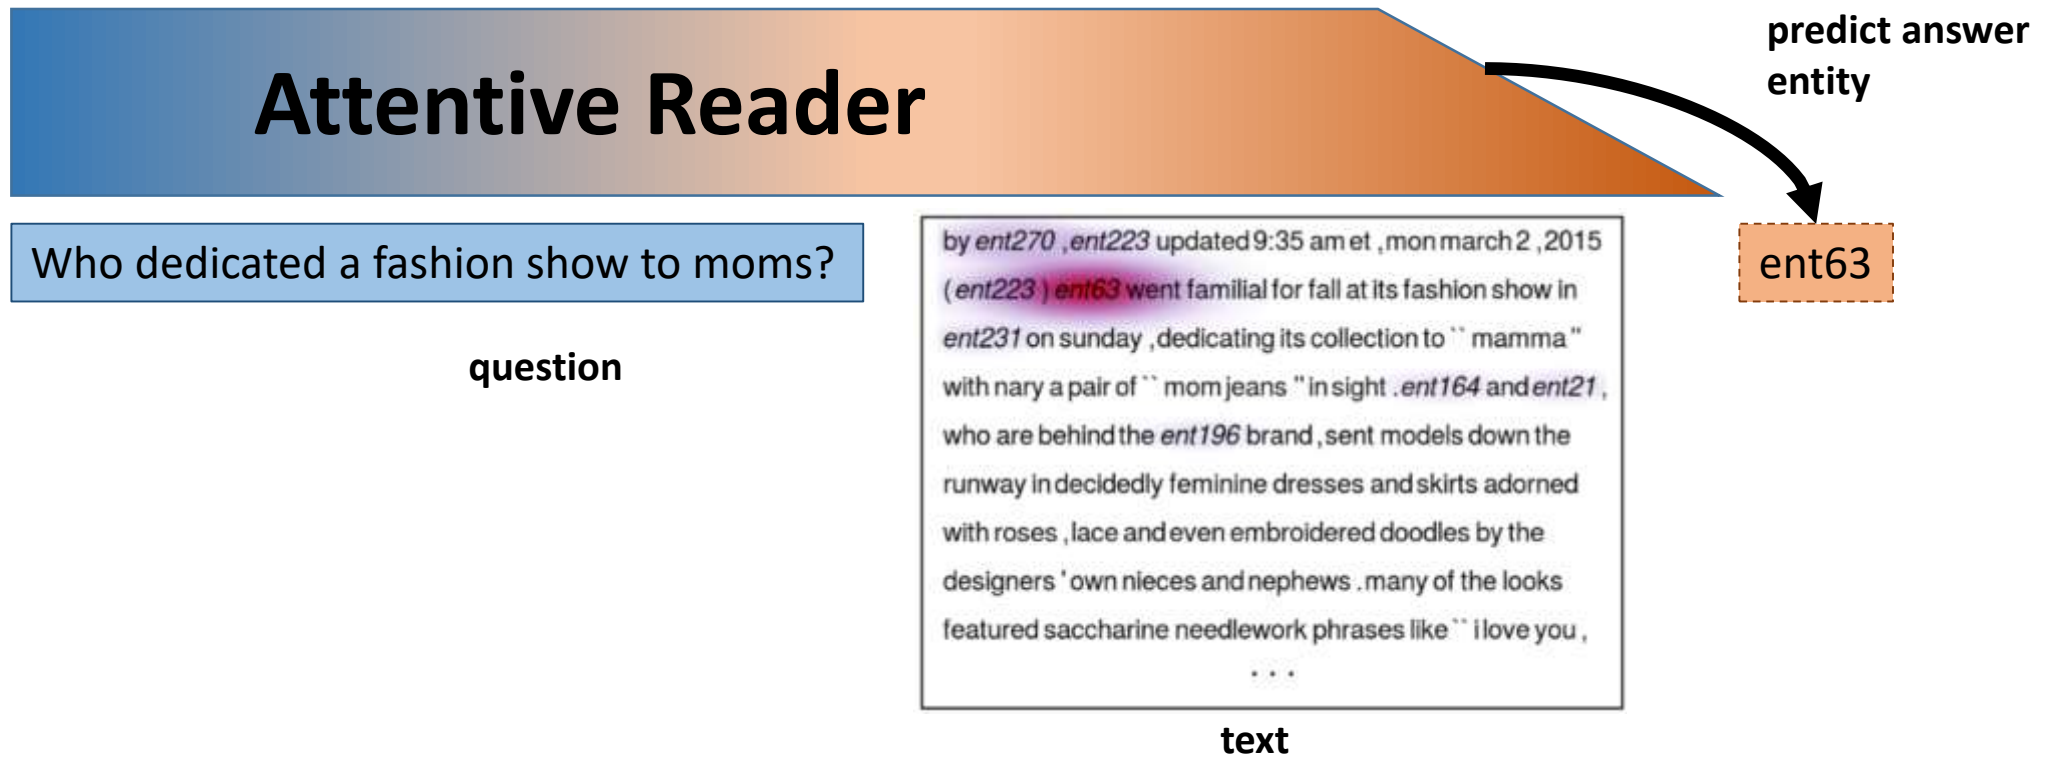 Attentive Reader
predict answer
entity
Who dedicated a fashion show to moms?
question
by ent270 , ent223 updated 9:35 am et , mon march 2 , 2015
( ent223 ) ent63 went familial for fall at its fashion show in
ent231 on sunday , dedicating its collection to `` mamma "
with nary a pair of `` mom jeans " in sight . ent164 and ent21 ,
who are behind the ent196 brand , sent models down the
runway in decidedly feminine dresses and skirts adorned
with roses , lace and even embroidered doodles by the
designers ' own nieces and nephews . many of the looks
featured saccharine needlework phrases like `` i love you ,
. . .
text
ent63